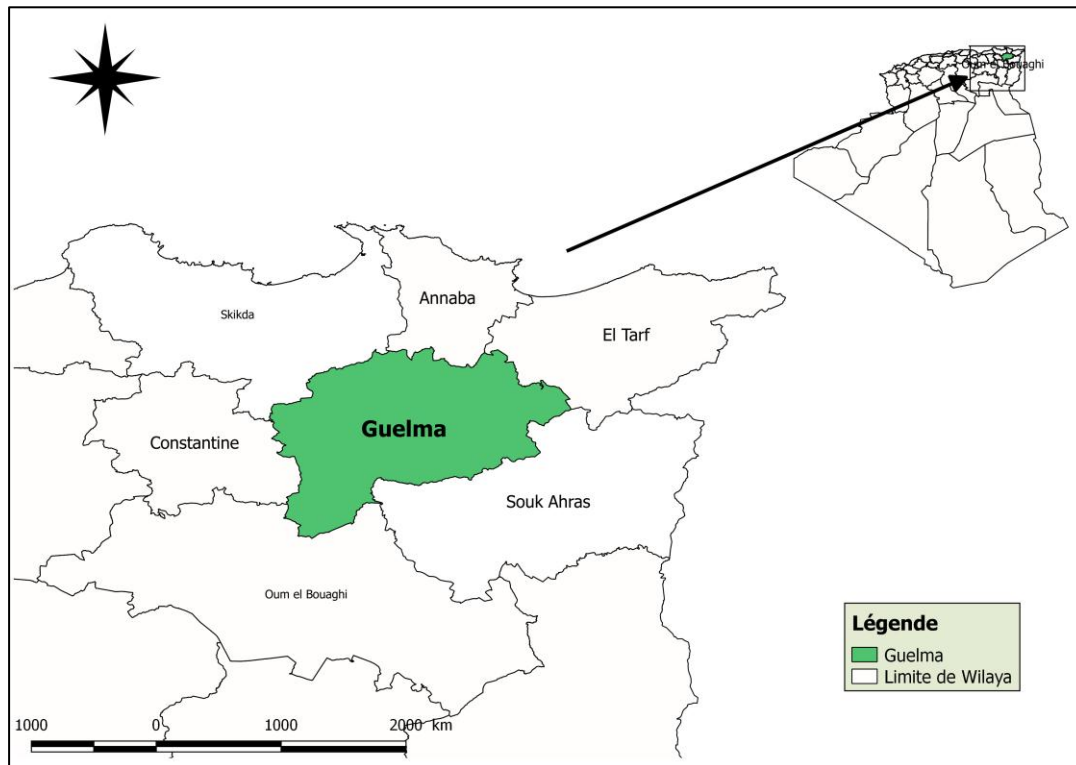 Oum el Bouaghi
Annaba
Skikda
El Tarf
Guelma
Constantine
Souk Ahras
Oum el Bouaghi
Légende
Guelma
Limite de Wilaya
1000 0 1000 2000 km